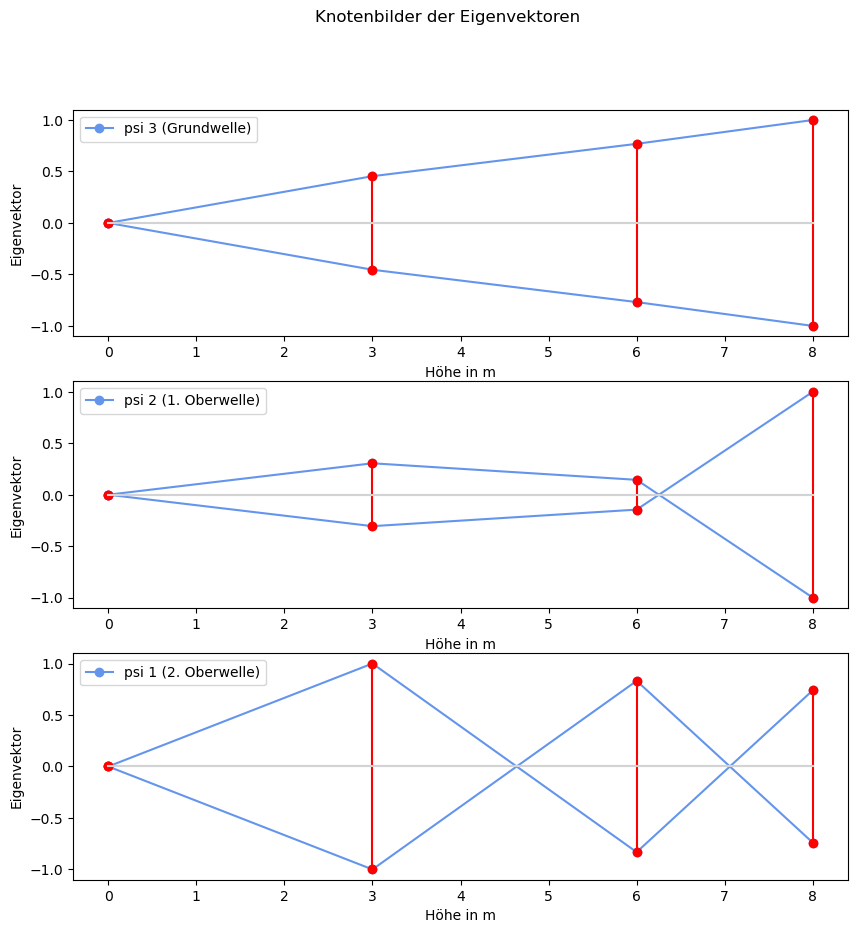 Knotenbilder der Eigenvektoren
psi 3 (Grundwelle)
1.0
0.5
0.0
−0.5
−1.0
Eigenvektor
0 1 2 3 4 5 6 7 8
Höhe in m
psi 2 (1. Oberwelle)
1.0
0.5
0.0
−0.5
−1.0
Eigenvektor
0 1 2 3 4 5 6 7 8
Höhe in m
psi 1 (2. Oberwelle)
1.0
0.5
0.0
−0.5
−1.0
Eigenvektor
0 1 2 3 4 5 6 7 8
Höhe in m